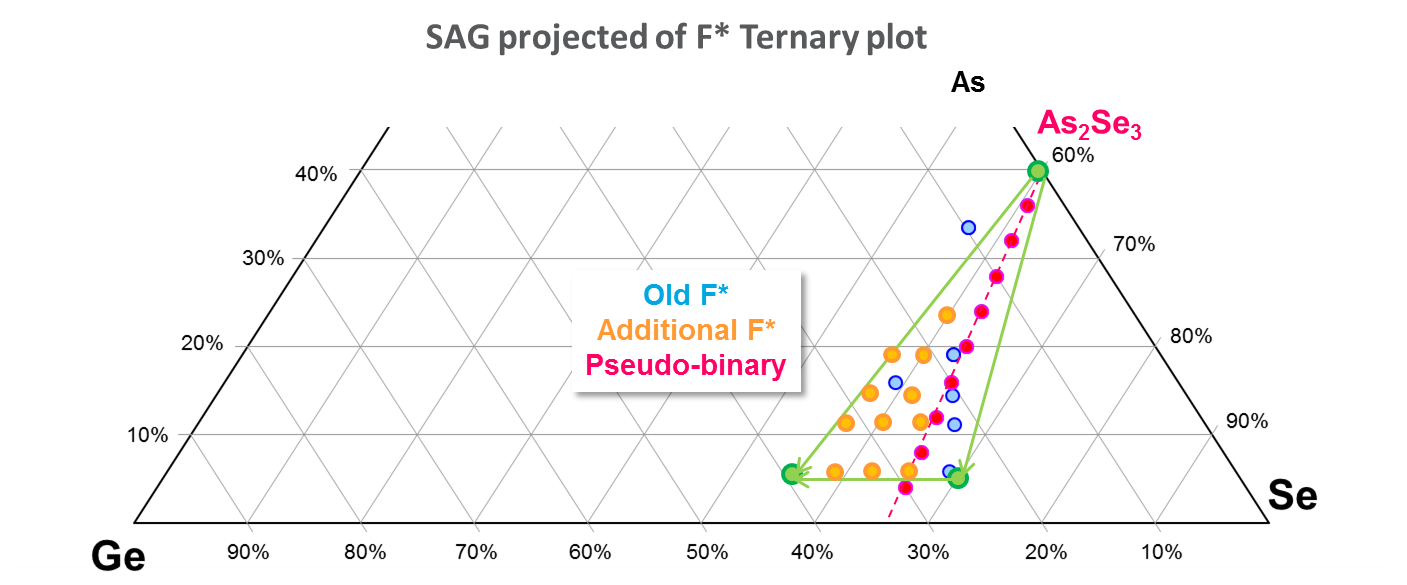 SAG projected of F* Ternary plot
As
As₂Se₃
60%
40%
70%
30%
Old F*
Additional F*
Pseudo-binary
80%
20%
90%
10%
Se
Ge
90%
80%
70%
60%
50%
40%
30%
20%
10%